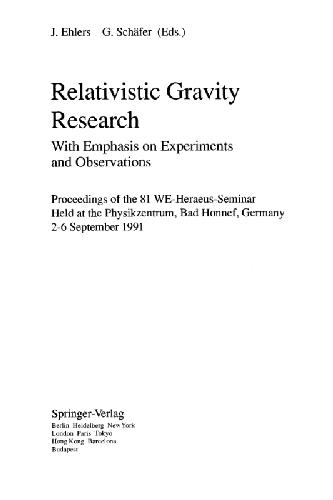 J. Ehlers G. Schäfer (Eds.)
Relativistic Gravity
Research
With Emphasis on Experiments
and Observations
Proceedings of the 81 WE-Heraeus-Seminar
Held at the Physikzentrum, Bad Honnef, Germany
2-6 September 1991
Springer-Verlag
Berlin Heidelberg New York
London Paris Tokyo
Hong Kong Barcelona
Budapest